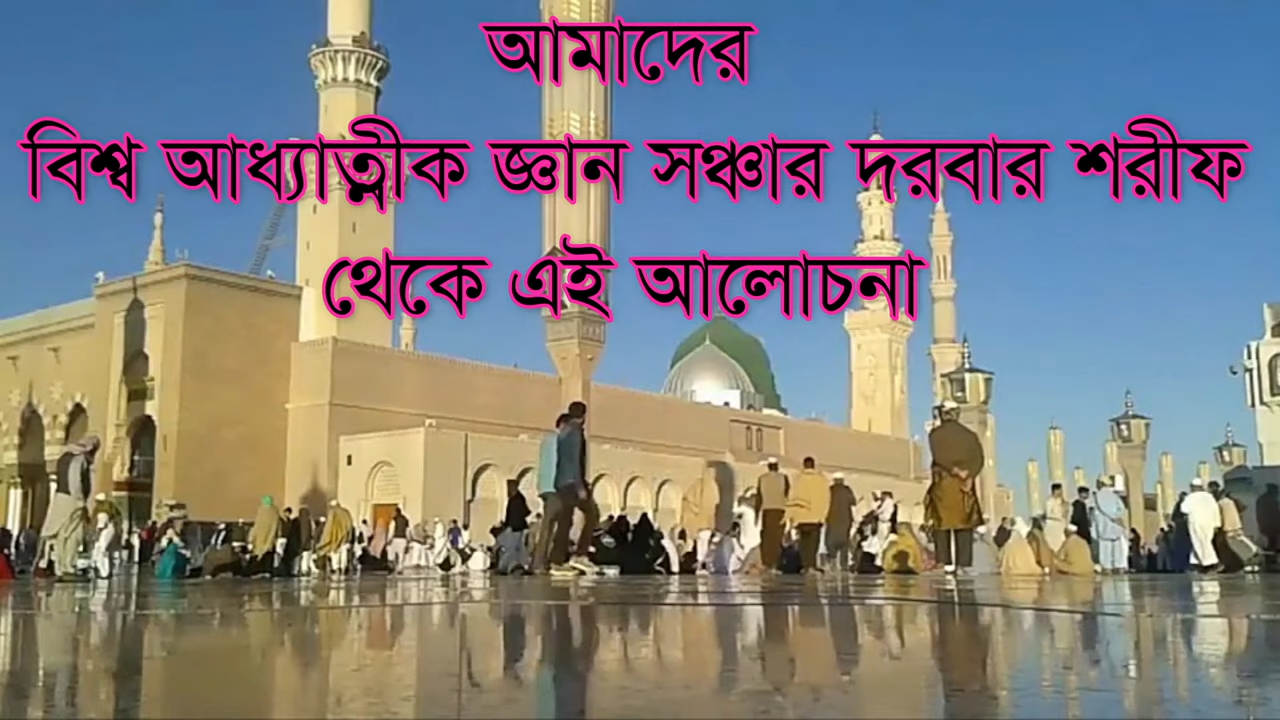 আমাদের
বিশ্ব আধ্যাত্নীক জ্ঞান সঞ্চার দরবার শরীফ
থেকে এই আলোচনা